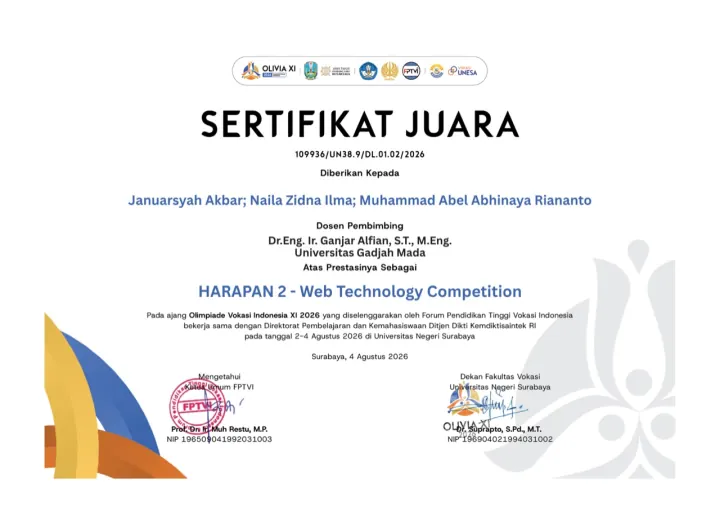 OLIVIA XI
FPTVI
UNESA
SERTIFIKAT JUARA
109936/UN38.9/DL.01.02/2026
Diberikan Kepada
Januarsyah Akbar; Naila Zidna Ilma; Muhammad Abel Abhinaya Riananto
Dosen Pembimbing
Dr.Eng. Ir. Ganjar Alfian, S.T., M.Eng.
Universitas Gadjah Mada
Atas Prestasinya Sebagai
HARAPAN 2 - Web Technology Competition
Pada ajang Olimpiade Vokasi Indonesia XI 2026 yang diselenggarakan oleh Forum Pendidikan Tinggi Vokasi Indonesia
bekerja sama dengan Direktorat Pembelajaran dan Kemahasiswaan Ditjen Dikti Kemdiktisaintek RI
pada tanggal 2-4 Agustus 2026 di Universitas Negeri Surabaya
Surabaya, 4 Agustus 2026
Mengetahui
Ketua Umum FPTVI
FPTVI
Prof. Dr. Ir. Muh Restu, M.P.
NIP 196509041992031003
Dekan Fakultas Vokasi
Universitas Negeri Surabaya
OLIVIA XI
Dr. Suprapto, S.Pd., M.T.
NIP 196904021994031002